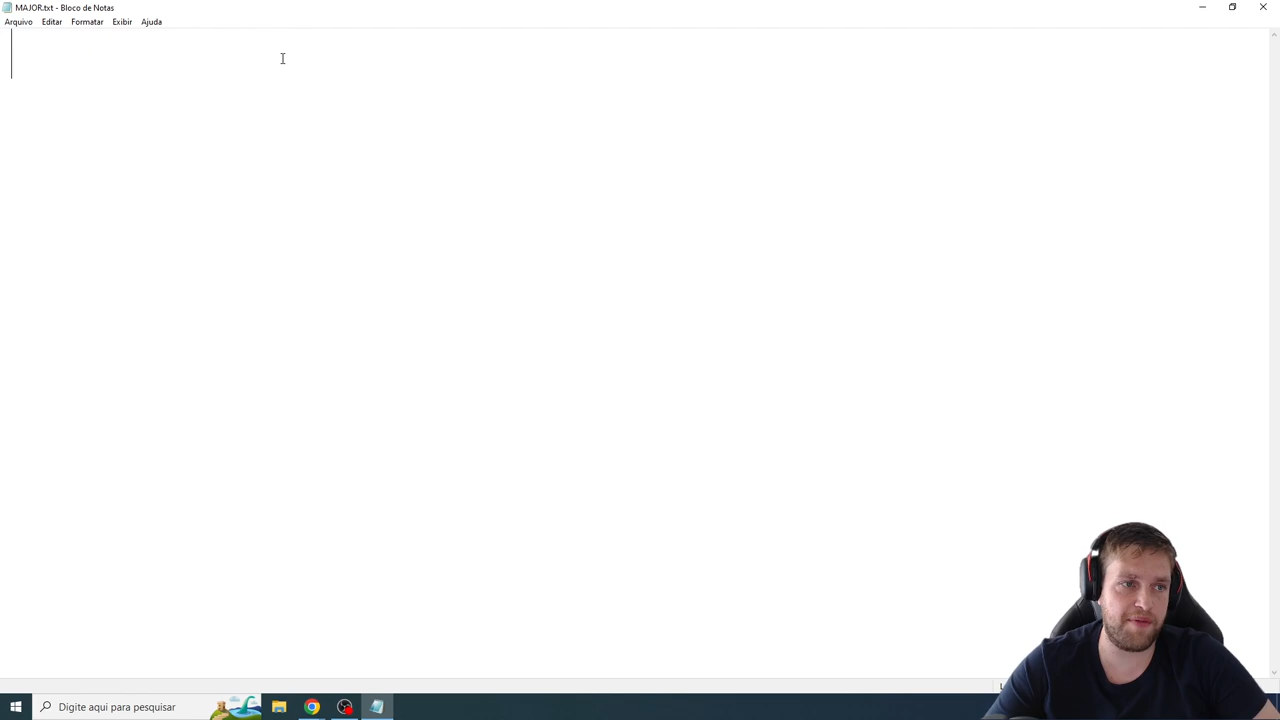 MAJOR.txt - Bloco de Notas
Arquivo Editar Formatar Exibir Ajuda
Digite aqui para pesquisar